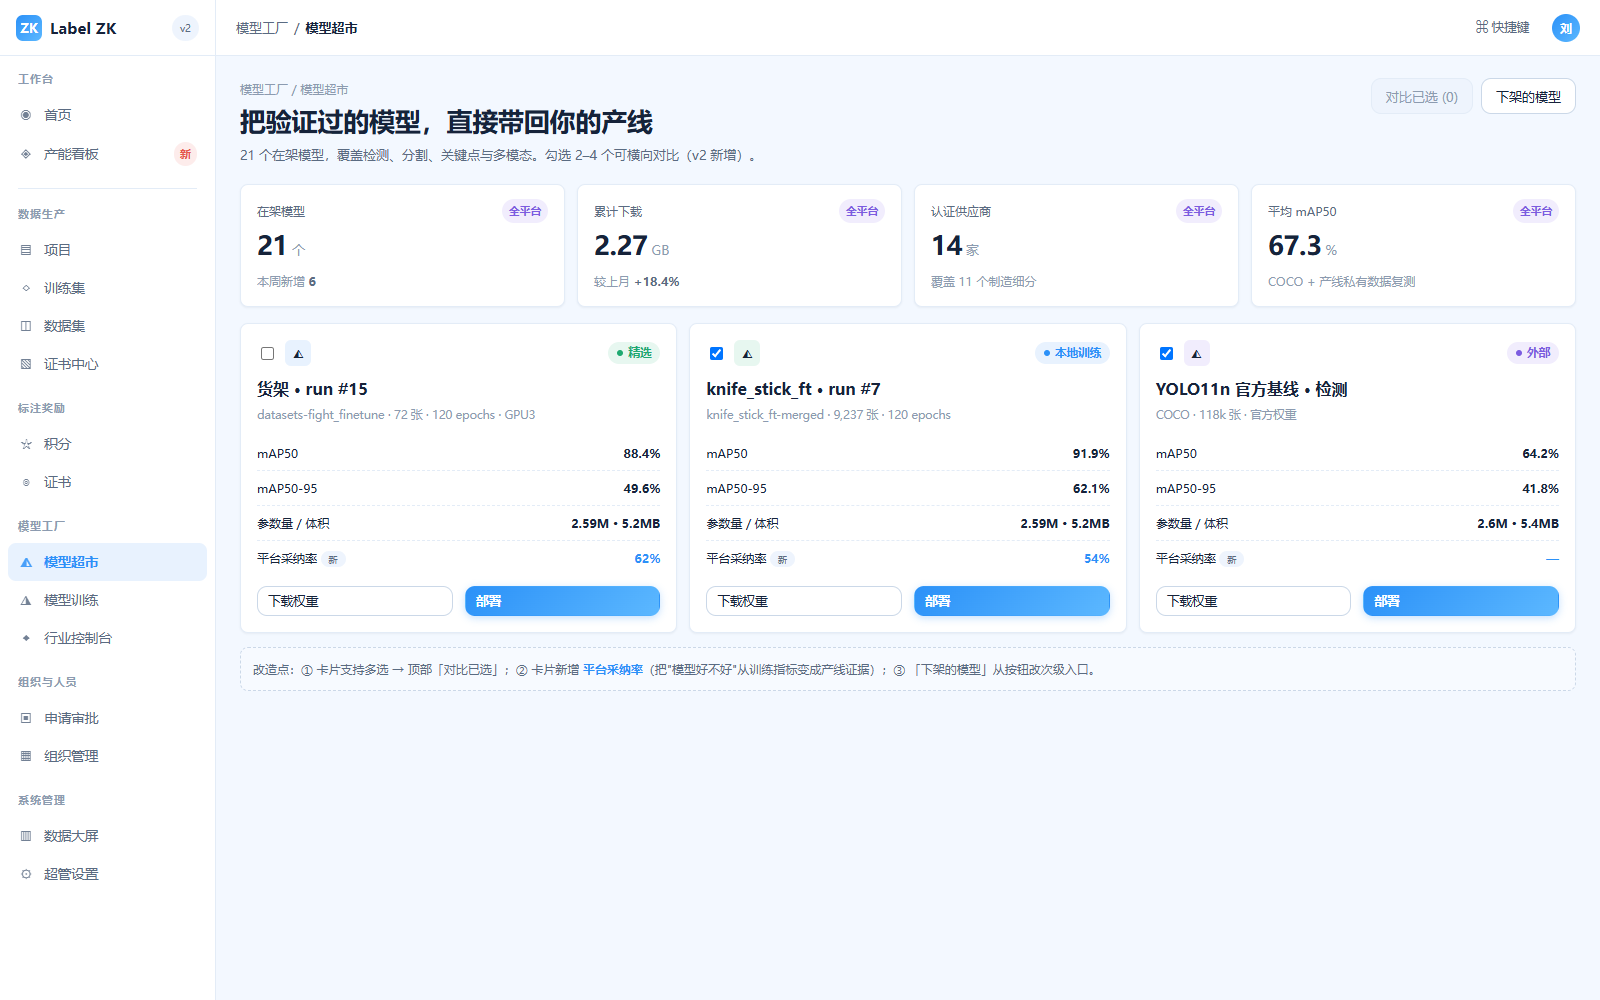 ZK Label ZK v2
模型工厂 / 模型超市
⌘ 快捷键
刘
工作台
首页
产能看板 新
数据生产
项目
训练集
数据集
证书中心
标注奖励
积分
证书
模型工厂
模型超市
模型训练
行业控制台
组织与人员
申请审批
组织管理
系统管理
数据大屏
超管设置
模型工厂 / 模型超市
把验证过的模型，直接带回你的产线
21 个在架模型，覆盖检测、分割、关键点与多模态。勾选 2–4 个可横向对比（v2 新增）。
对比已选 (0)
下架的模型
在架模型 全平台
21 个
本周新增 6
累计下载 全平台
2.27 GB
较上月 +18.4%
认证供应商 全平台
14 家
覆盖 11 个制造细分
平均 mAP50 全平台
67.3 %
COCO + 产线私有数据复测
精选
货架 • run #15
datasets-fight_finetune · 72 张 · 120 epochs · GPU3
mAP50 88.4%
mAP50-95 49.6%
参数量 / 体积 2.59M • 5.2MB
平台采纳率 新 62%
下载权重 部署
本地训练
knife_stick_ft • run #7
knife_stick_ft-merged · 9,237 张 · 120 epochs
mAP50 91.9%
mAP50-95 62.1%
参数量 / 体积 2.59M • 5.2MB
平台采纳率 新 54%
下载权重 部署
外部
YOLO11n 官方基线 • 检测
COCO · 118k 张 · 官方权重
mAP50 64.2%
mAP50-95 41.8%
参数量 / 体积 2.6M • 5.4MB
平台采纳率 新 —
下载权重 部署
改造点：① 卡片支持多选 → 顶部「对比已选」；② 卡片新增 平台采纳率（把"模型好不好"从训练指标变成产线证据）；③ 「下架的模型」从按钮改次级入口。